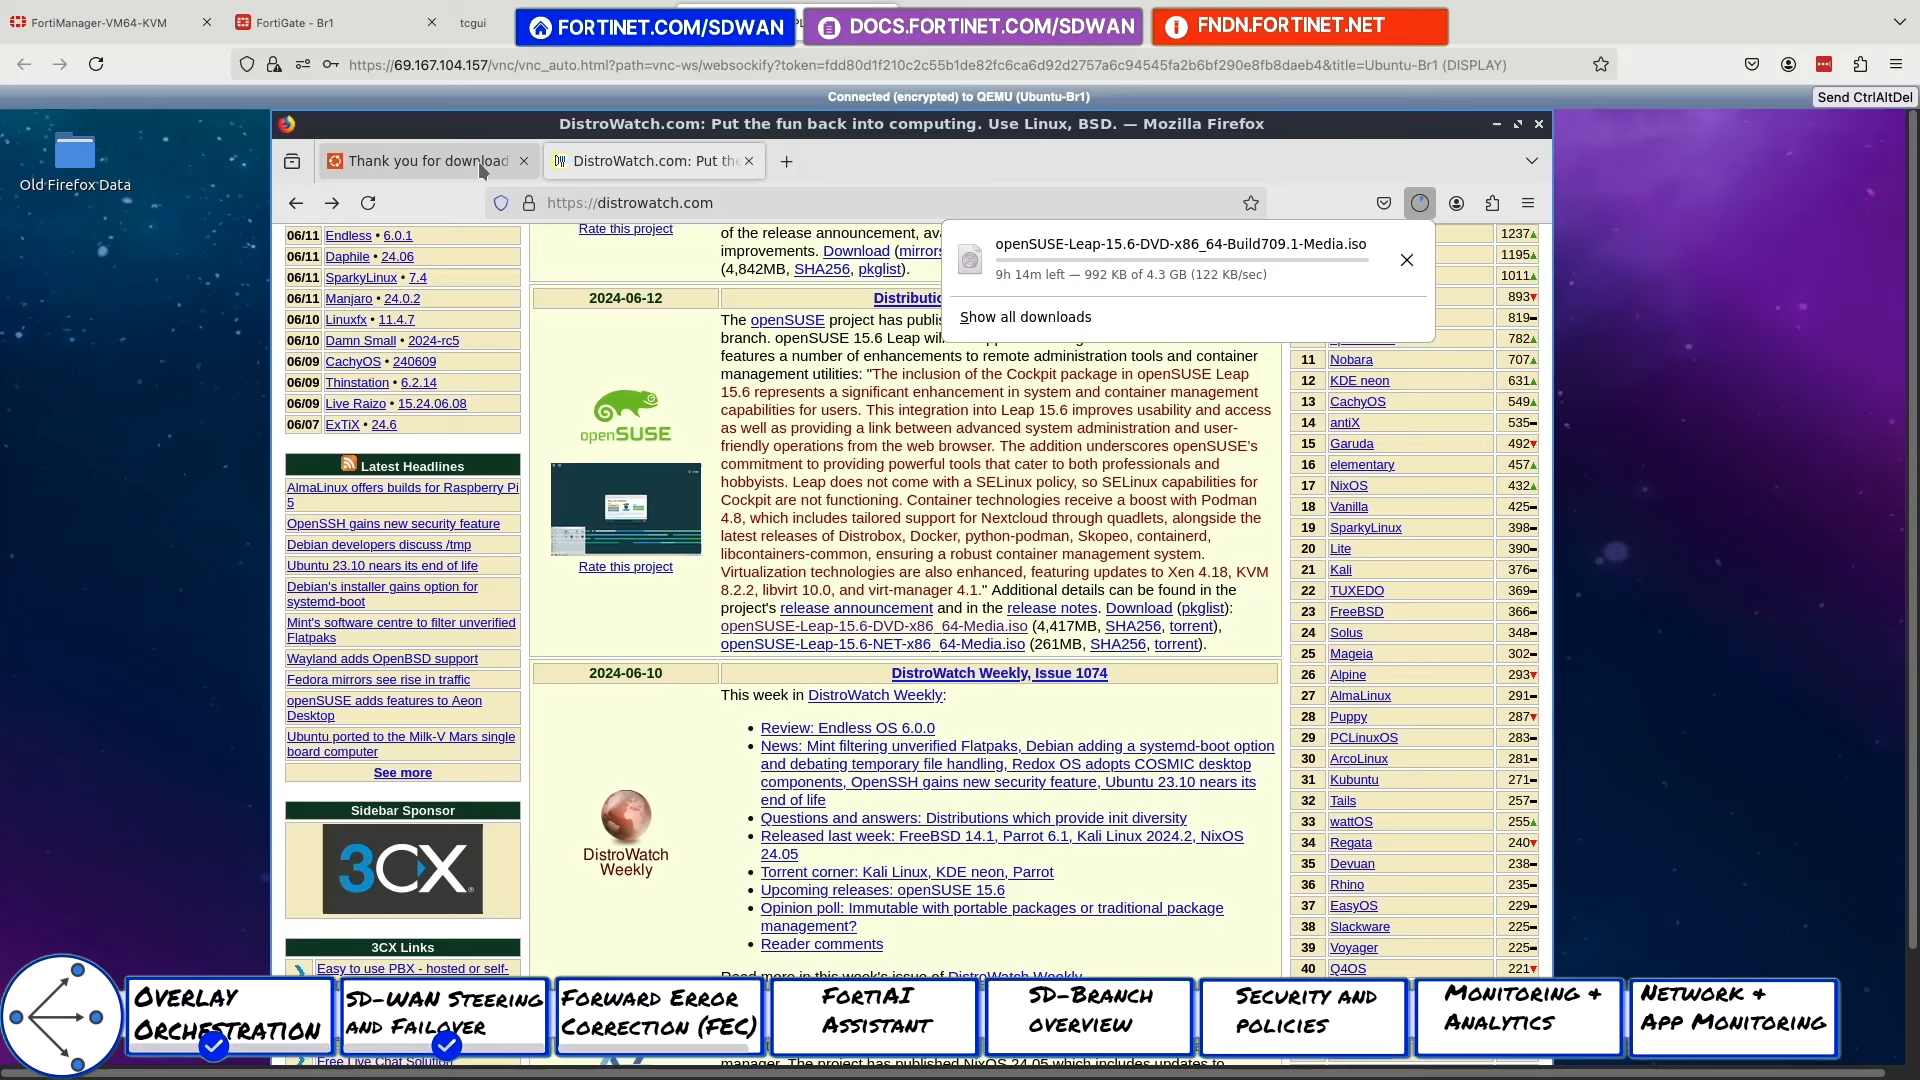 FortiManager-VM64-KVM
FortiGate - Br1
tcgui
FORTINET.COM/SDWAN
DOCS.FORTINET.COM/SDWAN
FNDN.FORTINET.NET
https://69.167.104.157/vnc/vnc_auto.html?path=vnc-ws/websockify?token=fdd80d1f210c2c55b1de82fc6ca6d92d2757a6c94545fa2b6bf290e8fb8daeb4&title=Ubuntu-Br1 (DISPLAY)
Connected (encrypted) to QEMU (Ubuntu-Br1)
Send CtrlAltDel
Old Firefox Data
DistroWatch.com: Put the fun back into computing. Use Linux, BSD. — Mozilla Firefox
Thank you for download
DistroWatch.com: Put the
https://distrowatch.com
openSUSE-Leap-15.6-DVD-x86_64-Build709.1-Media.iso
9h 14m left — 992 KB of 4.3 GB (122 KB/sec)
Show all downloads
06/11 Endless • 6.0.1
06/11 Daphile • 24.06
06/11 SparkyLinux • 7.4
06/11 Manjaro • 24.0.2
06/10 Linuxfx • 11.4.7
06/10 Damn Small • 2024-rc5
06/09 CachyOS • 240609
06/09 Thinstation • 6.2.14
06/09 Live Raizo • 15.24.06.08
06/07 ExTiX • 24.6
Latest Headlines
AlmaLinux offers builds for Raspberry Pi
5
OpenSSH gains new security feature
Debian developers discuss /tmp
Ubuntu 23.10 nears its end of life
Debian's installer gains option for
systemd-boot
Mint's software centre to filter unverified
Flatpaks
Wayland adds OpenBSD support
Fedora mirrors see rise in traffic
openSUSE adds features to Aeon
Desktop
Ubuntu ported to the Milk-V Mars single
board computer
See more
Sidebar Sponsor
3CX
3CX Links
Easy to use PBX - hosted or self-
Free Live Chat Solution
Rate this project
of the release announcement, av
improvements. Download (mirrors
(4,842MB, SHA256, pkglist).
2024-06-12
Distributio
openSUSE
Rate this project
The openSUSE project has publis
branch. openSUSE 15.6 Leap wil
features a number of enhancements to remote administration tools and container
management utilities: "The inclusion of the Cockpit package in openSUSE Leap
15.6 represents a significant enhancement in system and container management
capabilities for users. This integration into Leap 15.6 improves usability and access
as well as providing a link between advanced system administration and user-
friendly operations from the web browser. The addition underscores openSUSE's
commitment to providing powerful tools that cater to both professionals and
hobbyists. Leap does not come with a SELinux policy, so SELinux capabilities for
Cockpit are not functioning. Container technologies receive a boost with Podman
4.8, which includes tailored support for Nextcloud through quadlets, alongside the
latest releases of Distrobox, Docker, python-podman, Skopeo, containerd,
libcontainers-common, ensuring a robust container management system.
Virtualization technologies are also enhanced, featuring updates to Xen 4.18, KVM
8.2.2, libvirt 10.0, and virt-manager 4.1." Additional details can be found in the
project's release announcement and in the release notes. Download (pkglist):
openSUSE-Leap-15.6-DVD-x86_64-Media.iso (4,417MB, SHA256, torrent),
openSUSE-Leap-15.6-NET-x86_64-Media.iso (261MB, SHA256, torrent).
2024-06-10
DistroWatch Weekly, Issue 1074
DistroWatch
Weekly
This week in DistroWatch Weekly:
• Review: Endless OS 6.0.0
• News: Mint filtering unverified Flatpaks, Debian adding a systemd-boot option
and debating temporary file handling, Redox OS adopts COSMIC desktop
components, OpenSSH gains new security feature, Ubuntu 23.10 nears its
end of life
• Questions and answers: Distributions which provide init diversity
• Released last week: FreeBSD 14.1, Parrot 6.1, Kali Linux 2024.2, NixOS
24.05
• Torrent corner: Kali Linux, KDE neon, Parrot
• Upcoming releases: openSUSE 15.6
• Opinion poll: Immutable with portable packages or traditional package
management?
• Reader comments
Read more in this week's issue of DistroWatch Weekly
manager. The project has published NixOS 24.05 which includes updates to
1237
1195
1011
893
819
782
11 Nobara 707
12 KDE neon 631
13 CachyOS 549
14 antiX 535
15 Garuda 492
16 elementary 457
17 NixOS 432
18 Vanilla 425
19 SparkyLinux 398
20 Lite 390
21 Kali 376
22 TUXEDO 369
23 FreeBSD 366
24 Solus 348
25 Mageia 302
26 Alpine 293
27 AlmaLinux 291
28 Puppy 287
29 PCLinuxOS 283
30 ArcoLinux 281
31 Kubuntu 271
32 Tails 257
33 wattOS 255
34 Regata 240
35 Devuan 238
36 Rhino 235
37 EasyOS 229
38 Slackware 225
39 Voyager 225
40 Q4OS 221
OVERLAY
ORCHESTRATION
SD-WAN STEERING
AND FAILOVER
FORWARD ERROR
CORRECTION (FEC)
FORTIAI
ASSISTANT
SD-BRANCH
OVERVIEW
SECURITY AND
POLICIES
MONITORING &
ANALYTICS
NETWORK &
APP MONITORING